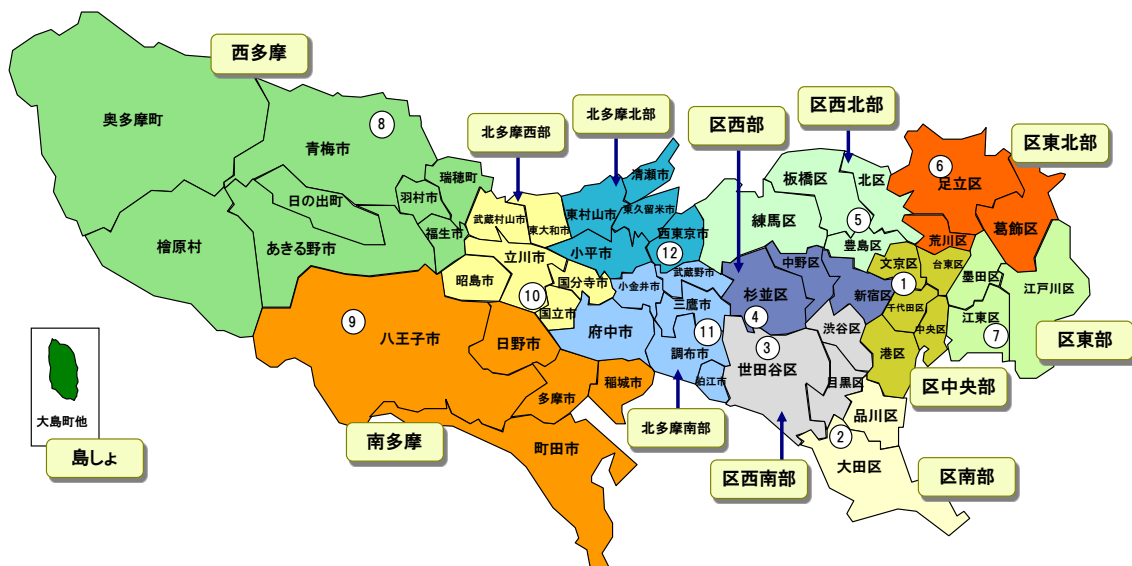 西多摩
奥多摩町
⑧
青梅市
瑞穂町
羽村市
日の出町
福生市
檜原村
あきる野市
北多摩西部
北多摩北部
区西部
区西北部
区東北部
清瀬市
東村山市
東久留米市
武蔵村山市
東大和市
西東京市
小平市
⑫
立川市
昭島市
国分寺市
⑩
国立市
小金井市
武蔵野市
三鷹市
⑪
府中市
調布市
狛江市
板橋区
北区
練馬区
⑤
豊島区
⑥
足立区
葛飾区
荒川区
中野区
杉並区
④
新宿区
文京区
台東区
①
千代田区
中央区
港区
墨田区
江戸川区
江東区
⑦
区東部
渋谷区
③
世田谷区
目黒区
品川区
②
大田区
区中央部
区南部
区西南部
北多摩南部
⑨
八王子市
日野市
多摩市
稲城市
町田市
南多摩
大島町他
島しょ